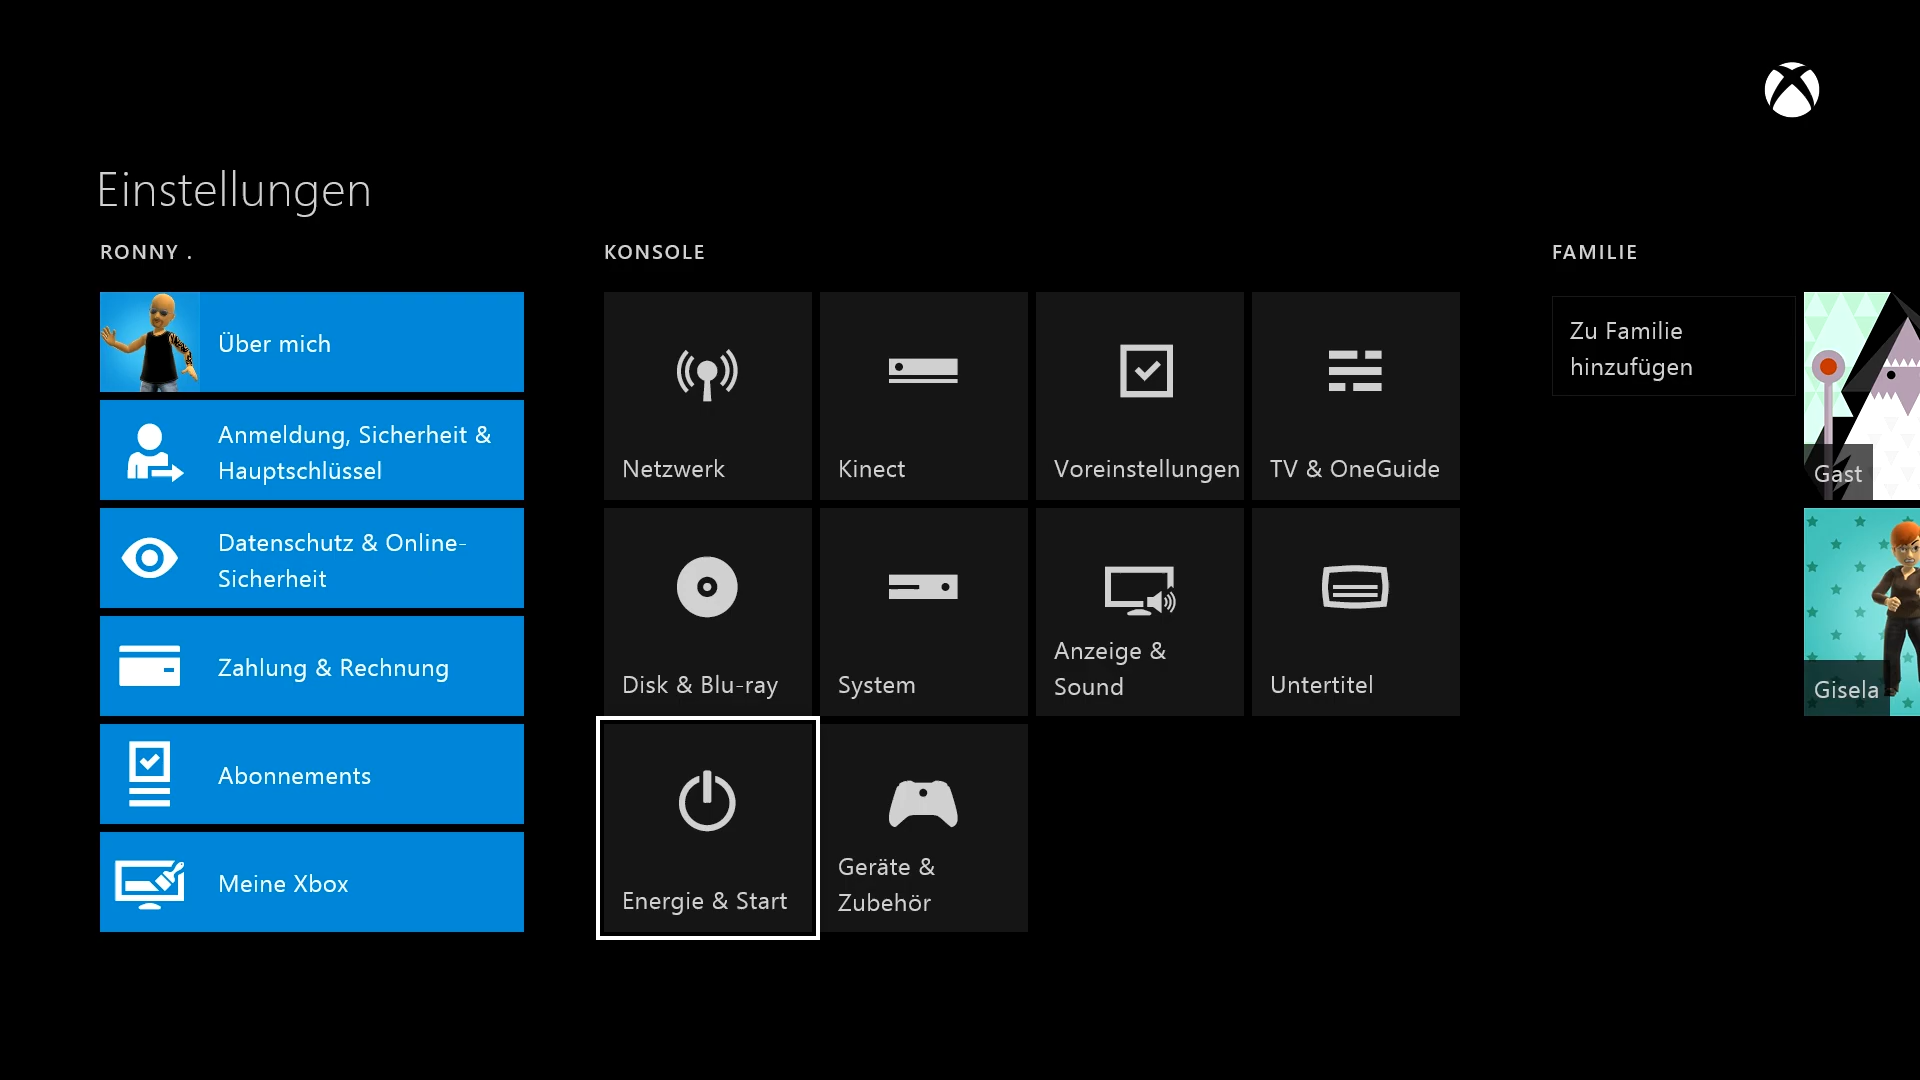 Einstellungen
RONNY .
Über mich
Anmeldung, Sicherheit &
Hauptschlüssel
Datenschutz & Online-
Sicherheit
Zahlung & Rechnung
Abonnements
Meine Xbox
KONSOLE
Netzwerk
Kinect
Voreinstellungen
TV & OneGuide
Disk & Blu-ray
System
Anzeige &
Sound
Untertitel
Energie & Start
Geräte &
Zubehör
FAMILIE
Zu Familie
hinzufügen
Gast
Gisela